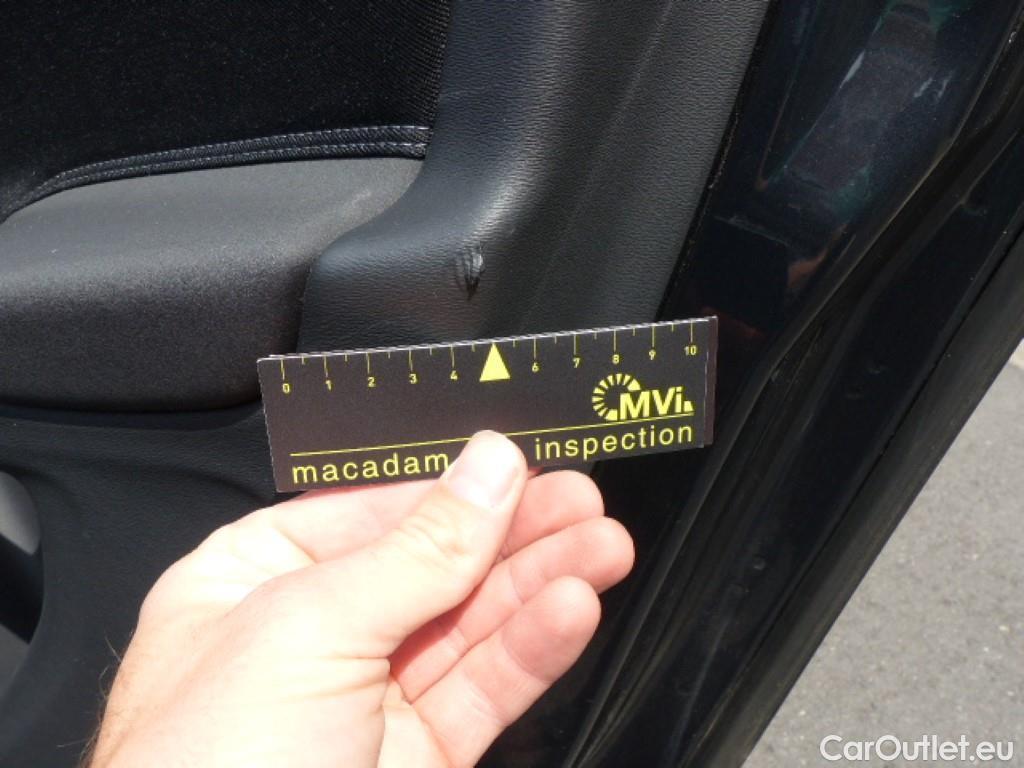 0 1 2 3 4 6 7 8 9 10
MVi
macadam inspection
CarOutlet.eu